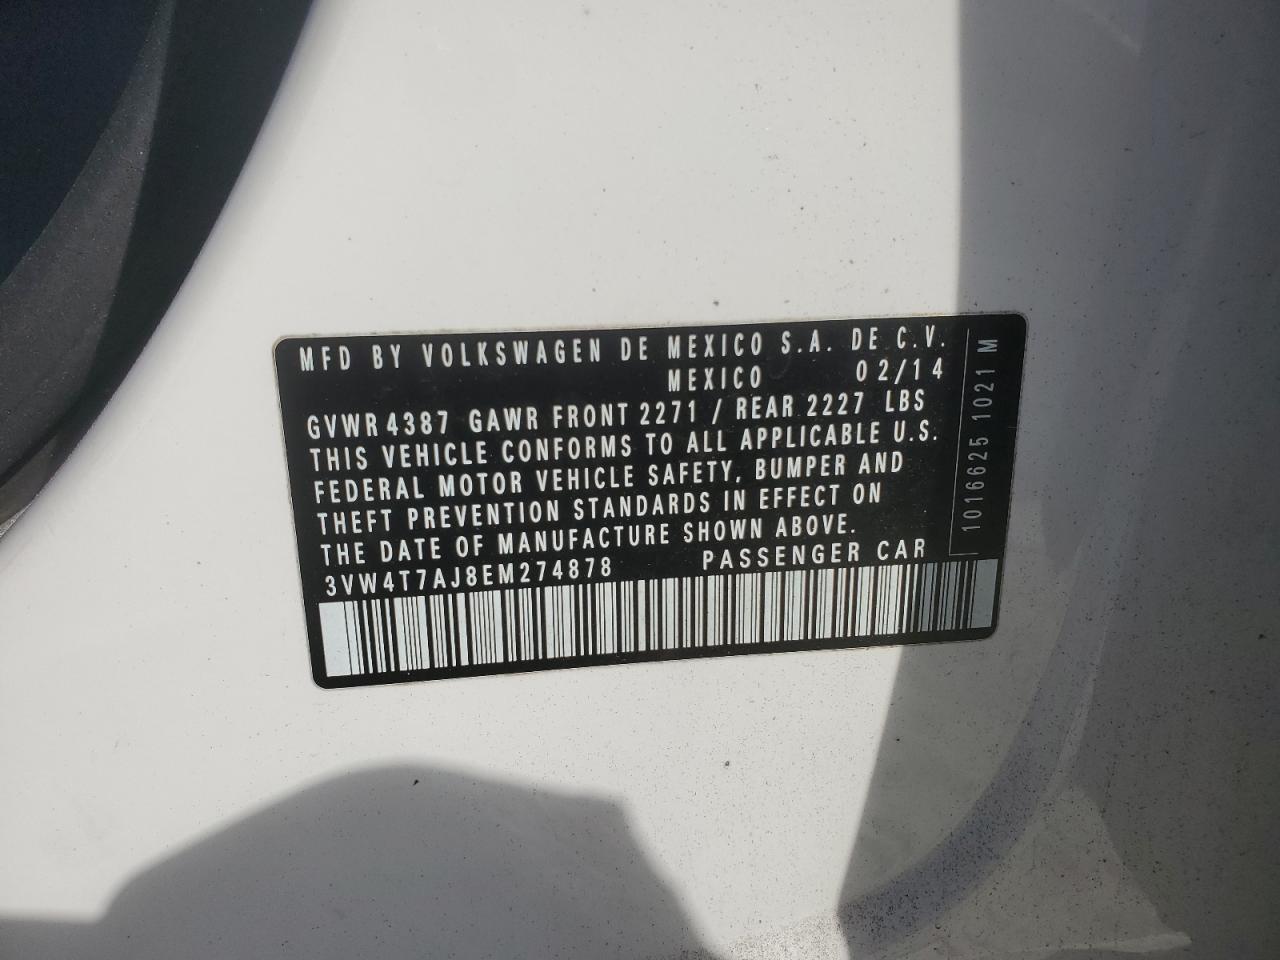 MFD BY VOLKSWAGEN DE MEXICO S.A. DE C.V.
MEXICO 02/14
GVWR 4387 GAWR FRONT 2271 / REAR 2227 LBS
THIS VEHICLE CONFORMS TO ALL APPLICABLE U.S.
FEDERAL MOTOR VEHICLE SAFETY, BUMPER AND
THEFT PREVENTION STANDARDS IN EFFECT ON
THE DATE OF MANUFACTURE SHOWN ABOVE.
3VW4T7AJ8EM274878 PASSENGER CAR
1016625 1021 M